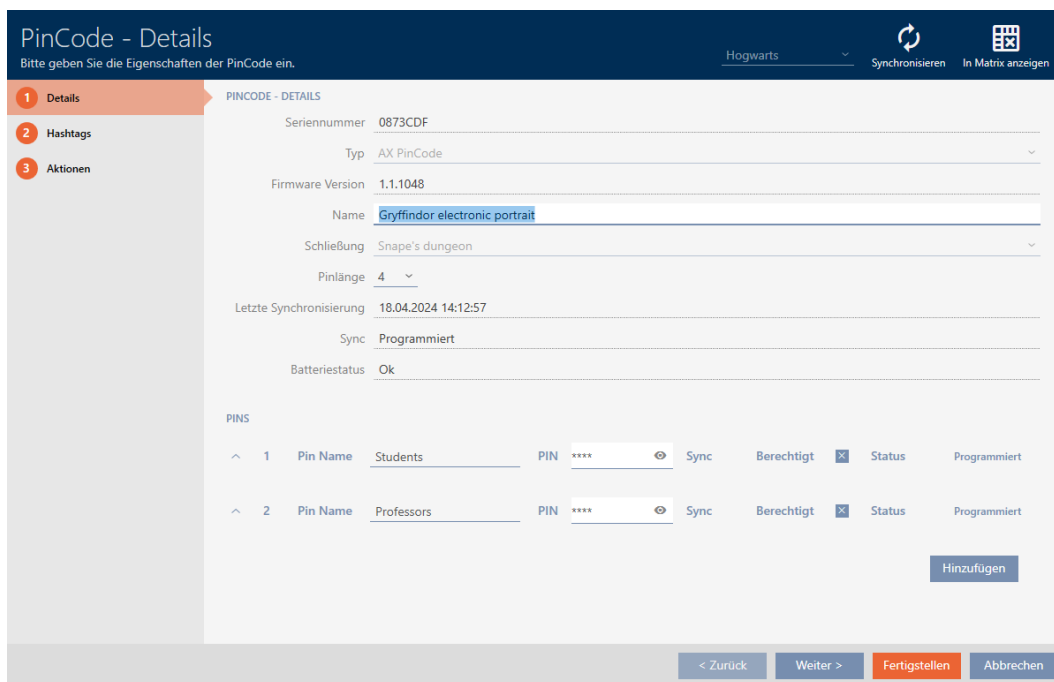 PinCode - Details
Bitte geben Sie die Eigenschaften der PinCode ein.
Hogwarts
Synchronisieren
In Matrix anzeigen
1 Details
2 Hashtags
3 Aktionen
PINCODE - DETAILS
Seriennummer 0873CDF
Typ AX PinCode
Firmware Version 1.1.1048
Name Gryffindor electronic portrait
Schließung Snape's dungeon
Pinlänge 4
Letzte Synchronisierung 18.04.2024 14:12:57
Sync Programmiert
Batteriestatus Ok
PINS
1 Pin Name Students PIN **** Sync Berechtigt Status Programmiert
2 Pin Name Professors PIN **** Sync Berechtigt Status Programmiert
Hinzufügen
< Zurück Weiter > Fertigstellen Abbrechen